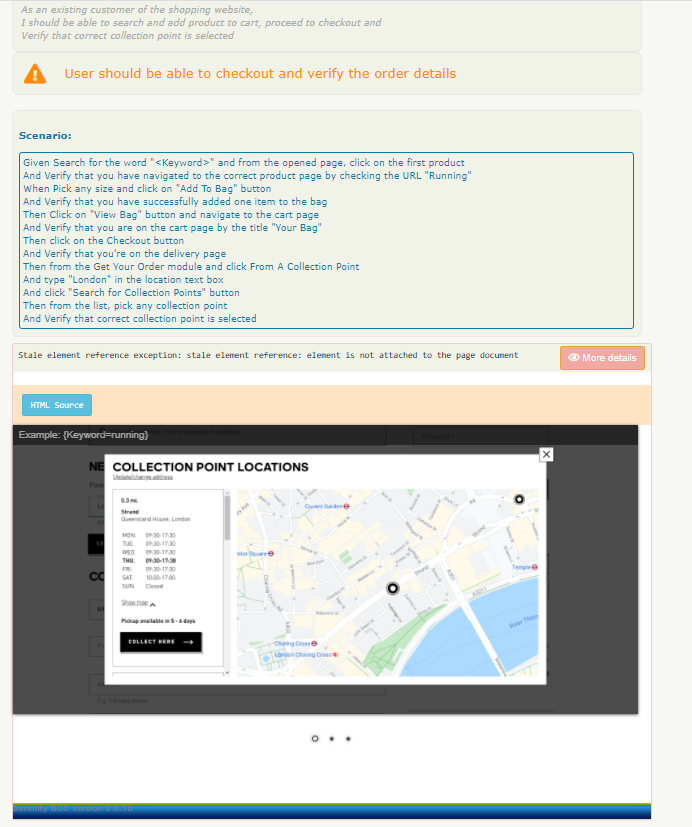 As an existing customer of the shopping website,
I should be able to search and add product to cart, proceed to checkout and
Verify that correct collection point is selected
User should be able to checkout and verify the order details
Scenario:
Given Search for the word "<Keyword>" and from the opened page, click on the first product
And Verify that you have navigated to the correct product page by checking the URL "Running"
When Pick any size and click on "Add To Bag" button
And Verify that you have successfully added one item to the bag
Then Click on "View Bag" button and navigate to the cart page
And Verify that you are on the cart page by the title "Your Bag"
Then click on the Checkout button
And Verify that you're on the delivery page
Then from the Get Your Order module and click From A Collection Point
And type "London" in the location text box
And click "Search for Collection Points" button
Then from the list, pick any collection point
And Verify that correct collection point is selected
Stale element reference exception: stale element reference: element is not attached to the page document
More details
HTML Source
Example: {Keyword=running}
COLLECTION POINT LOCATIONS
Update/change address
0.3 mi.
Strand
Queensland House, London
MON. 09:30-17:30
TUE. 09:30-17:30
WED. 09:30-17:30
THU. 09:30-17:30
FRI. 09:30-17:30
SAT. 10:00-17:00
SUN. Closed
Show map
Pickup available in 5 - 6 days
COLLECT HERE
Covent Garden
Strand
Temple
Charing Cross
London Charing Cross
Serenity BDD version 2.0.76